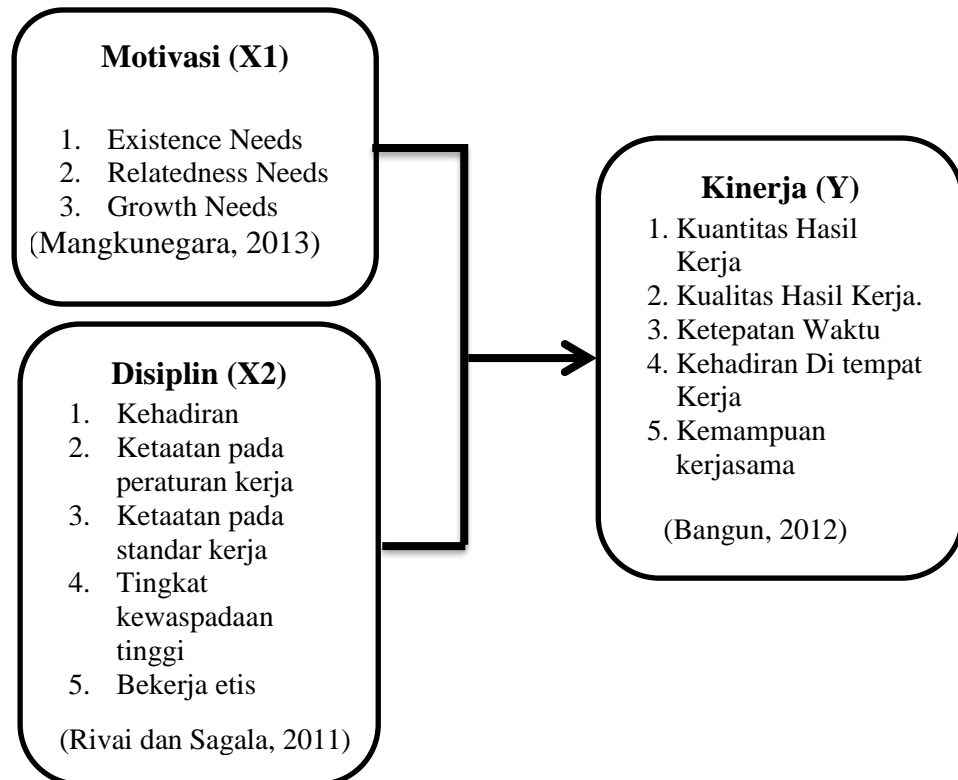 Motivasi (X1)
1. Existence Needs
2. Relatedness Needs
3. Growth Needs
(Mangkunegara, 2013)
Disiplin (X2)
1. Kehadiran
2. Ketaatan pada
peraturan kerja
3. Ketaatan pada
standar kerja
4. Tingkat
kewaspadaan
tinggi
5. Bekerja etis
(Rivai dan Sagala, 2011)
Kinerja (Y)
1. Kuantitas Hasil
Kerja
2. Kualitas Hasil Kerja.
3. Ketepatan Waktu
4. Kehadiran Di tempat
Kerja
5. Kemampuan
kerjasama
(Bangun, 2012)